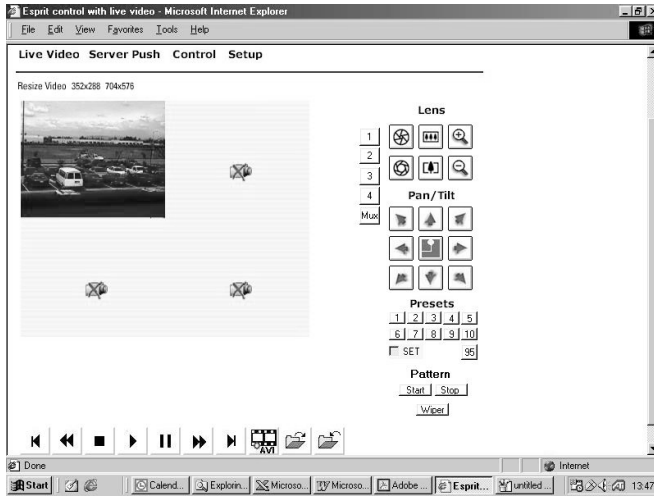 Esprit control with live video - Microsoft Internet Explorer
File Edit View Favorites Tools Help
Live Video Server Push Control Setup
Resize Video 352x288 704x576
Lens
1
2
3
4
Mux
Pan/Tilt
Presets
1 2 3 4 5
6 7 8 9 10
SET 95
Pattern
Start Stop
Wiper
AVI
Done Internet
Start Calend... Explorin... Microso... Microso... Adobe ... Esprit... untitled ... 13:47